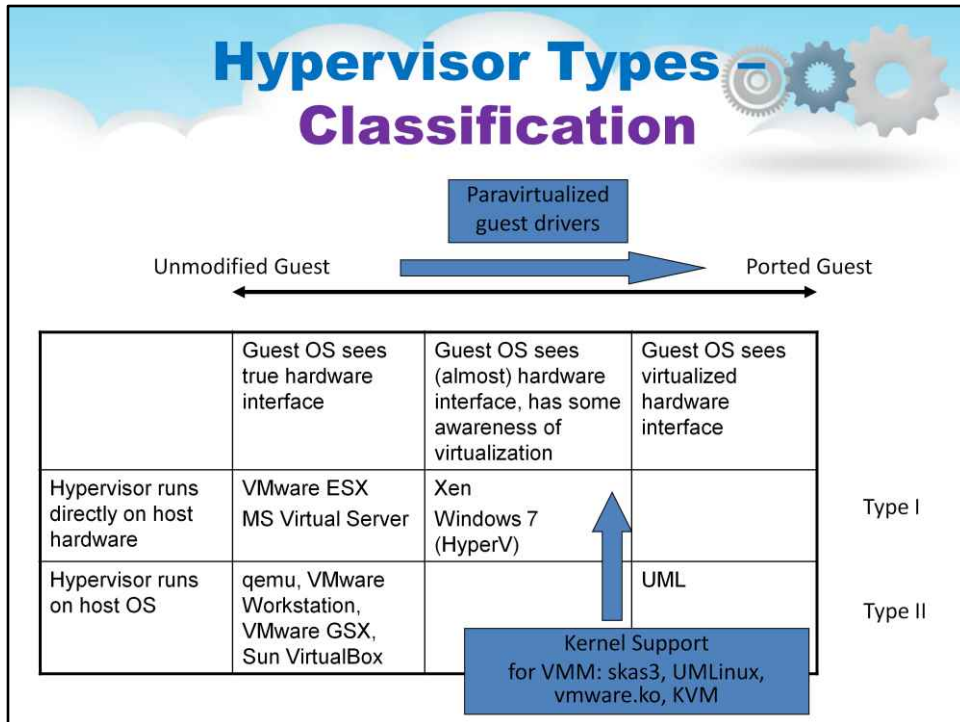 Hypervisor Types –
Classification
Paravirtualized
guest drivers
Unmodified Guest
Ported Guest
Guest OS sees
true hardware
interface
Guest OS sees
(almost) hardware
interface, has some
awareness of
virtualization
Guest OS sees
virtualized
hardware
interface
Hypervisor runs
directly on host
hardware
VMware ESX
MS Virtual Server
Xen
Windows 7
(HyperV)
Type I
Hypervisor runs
on host OS
qemu, VMware
Workstation,
VMware GSX,
Sun VirtualBox
UML
Type II
Kernel Support
for VMM: skas3, UMLinux,
vmware.ko, KVM